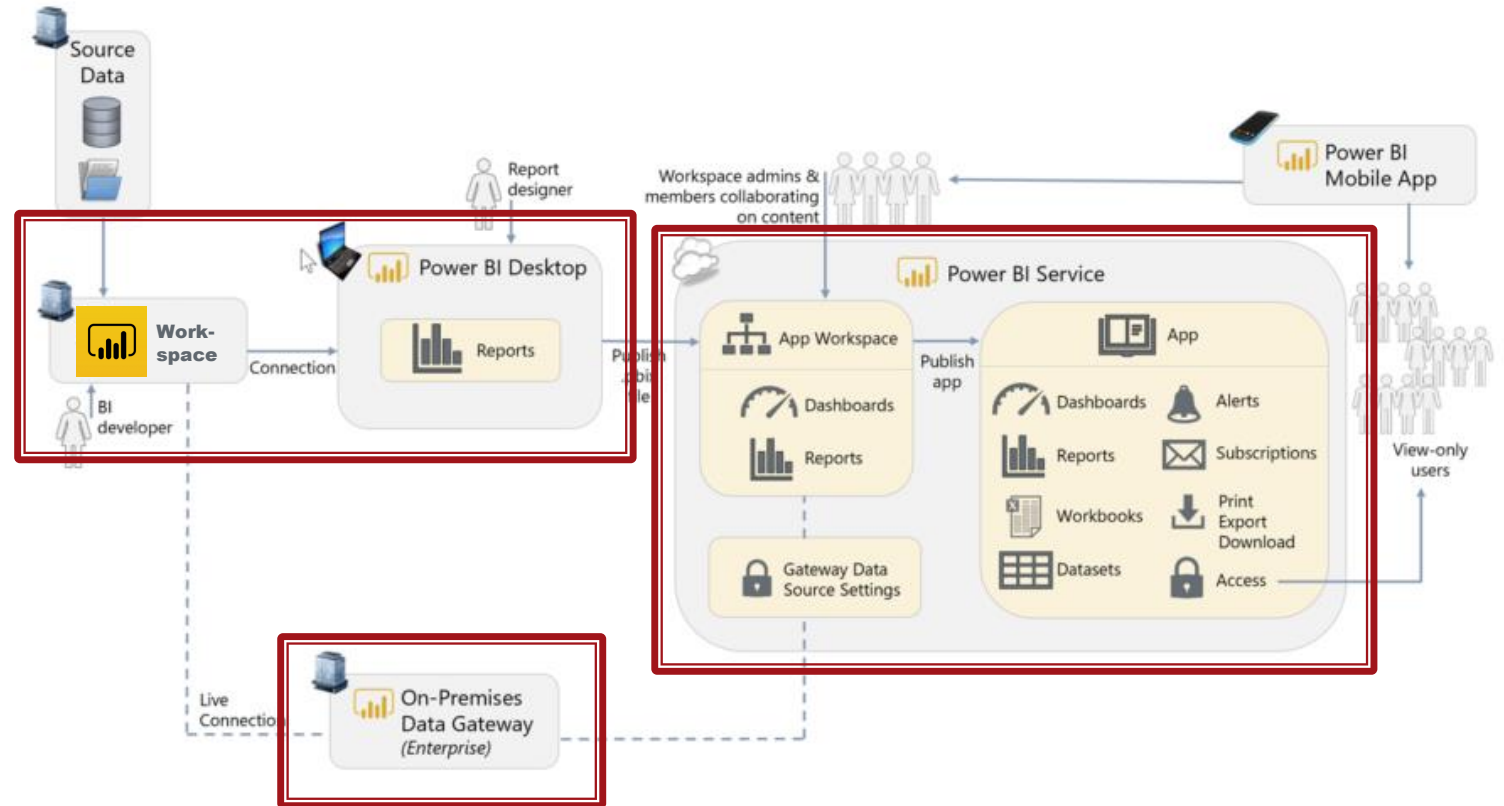 Source
Data
Report
designer
Workspace admins &
members collaborating
on content
Power BI
Mobile App
Power BI Desktop
Power BI Service
Work-
space
Connection
Reports
Publish
.pbix
file
App Workspace
Publish
app
App
BI
developer
Dashboards
Reports
Dashboards
Alerts
Reports
Subscriptions
Workbooks
Print
Export
Download
Datasets
Access
View-only
users
Gateway Data
Source Settings
Live
Connection
On-Premises
Data Gateway
(Enterprise)